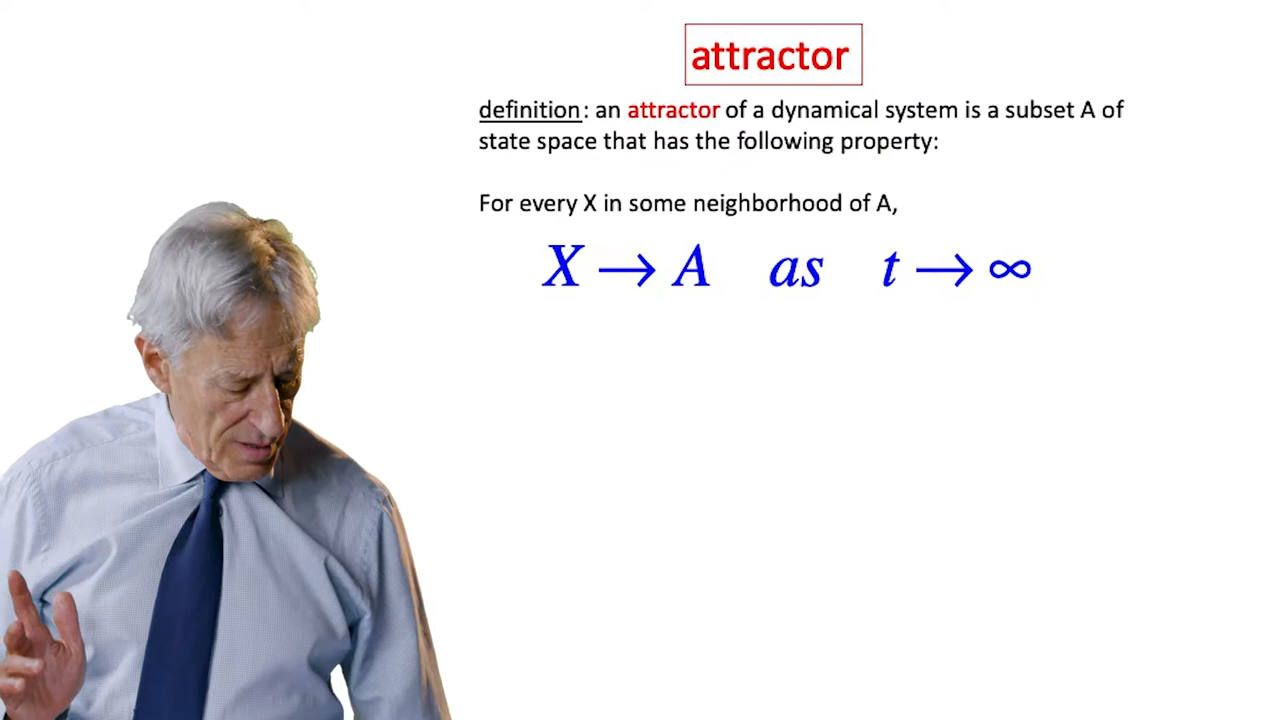 attractor
definition: an attractor of a dynamical system is a subset A of
state space that has the following property:
For every X in some neighborhood of A,
X → A as t → ∞